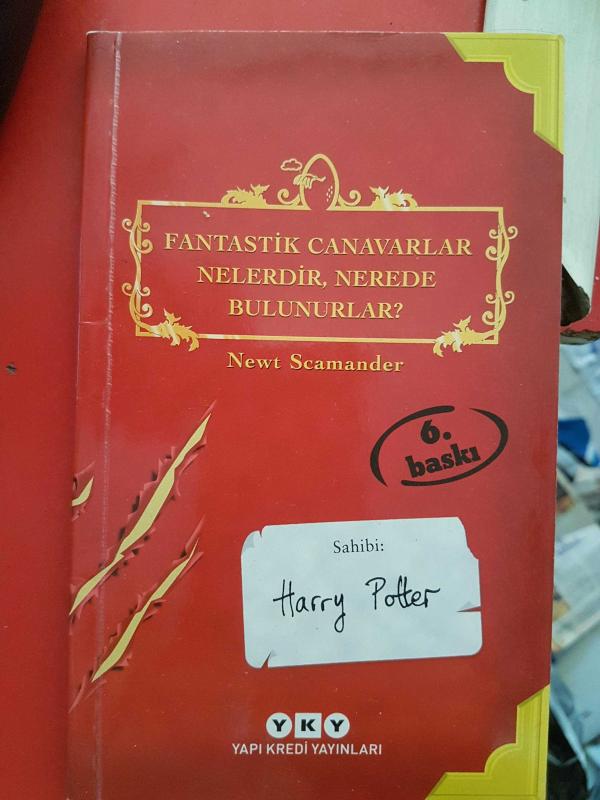 FANTASTİK CANAVARLAR
NELERDİR, NEREDE
BULUNURLAR?
Newt Scamander
6.
baskı
Sahibi:
Harry Potter
YKY
YAPI KREDİ YAYINLARI